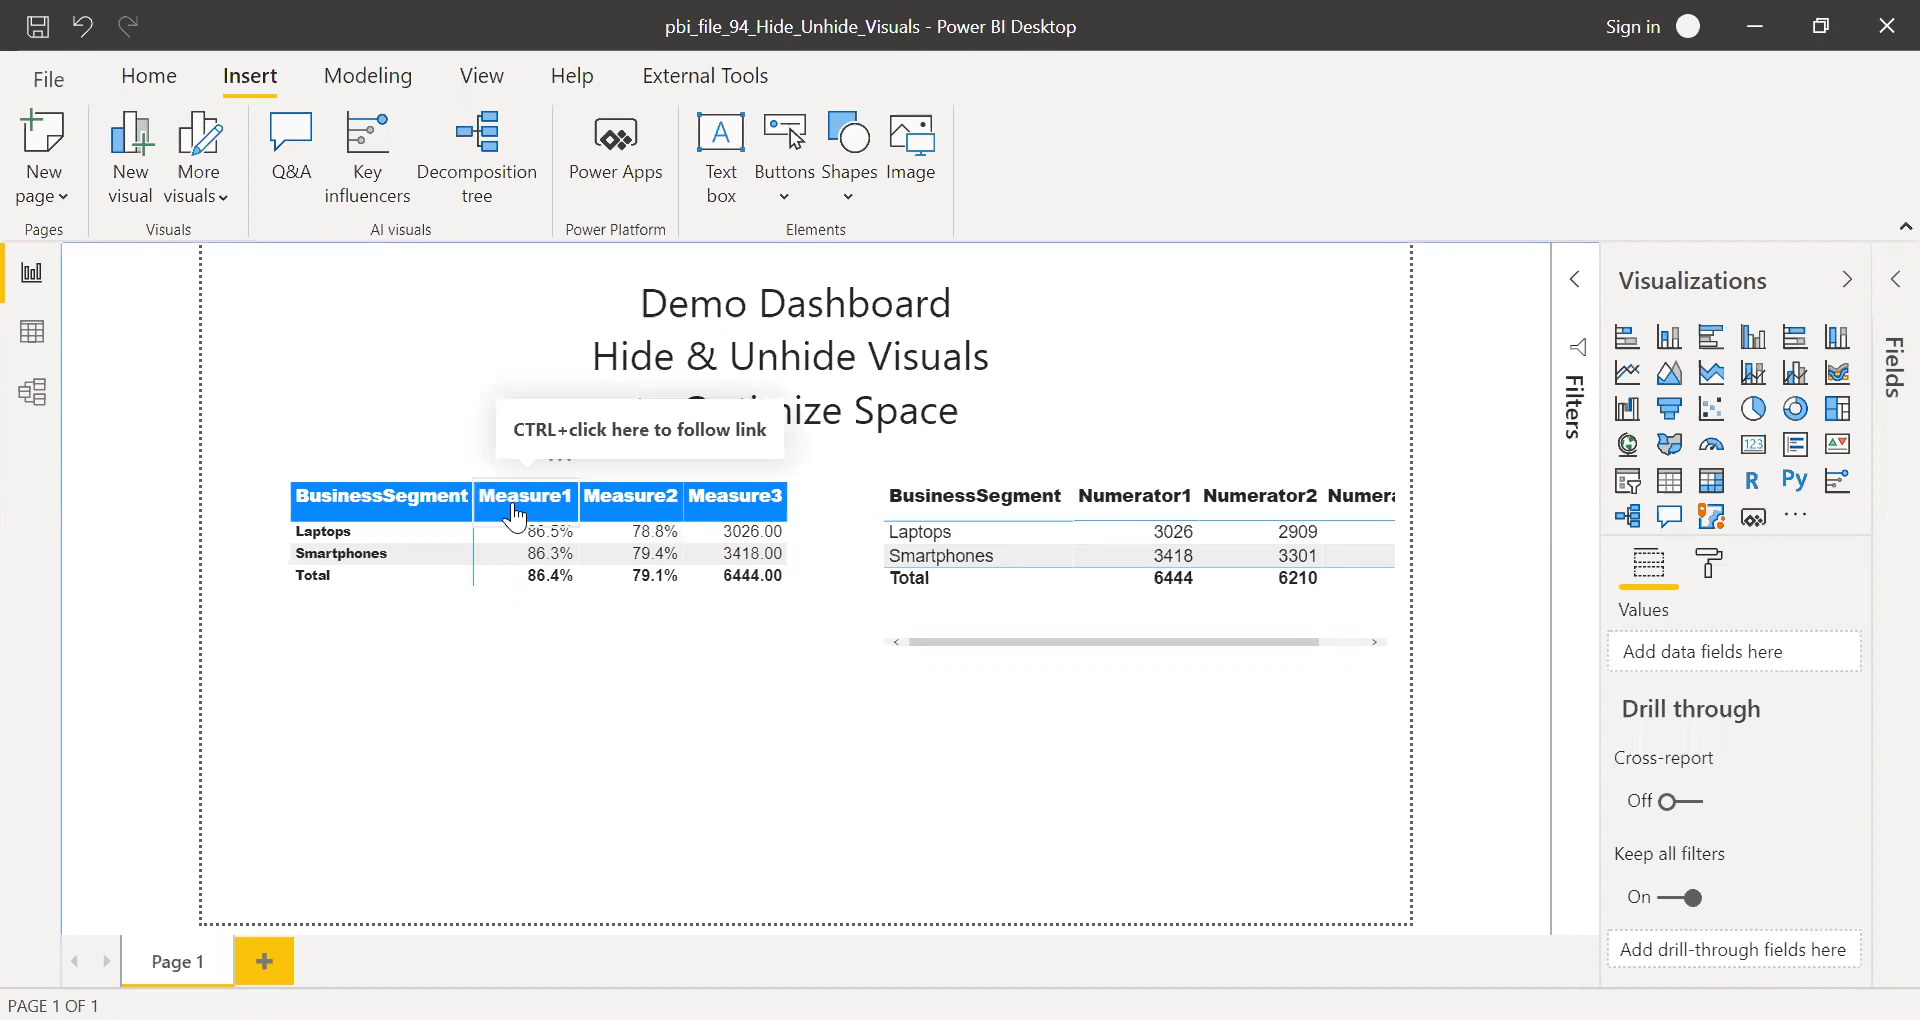 pbi_file_94_Hide_Unhide_Visuals - Power BI Desktop
Sign in
File Home Insert Modeling View Help External Tools
New page
New visual
More visuals
Q&A
Key influencers
Decomposition tree
Power Apps
Text box
Buttons
Shapes
Image
Pages Visuals AI visuals Power Platform Elements
Demo Dashboard
Hide & Unhide Visuals
ize Space
CTRL+click here to follow link
BusinessSegment Measure1 Measure2 Measure3
Laptops 86.5% 78.8% 3026.00
Smartphones 86.3% 79.4% 3418.00
Total 86.4% 79.1% 6444.00
BusinessSegment Numerator1 Numerator2 Numera
Laptops 3026 2909
Smartphones 3418 3301
Total 6444 6210
Filters
Visualizations
123
R
Py
Values
Add data fields here
Drill through
Cross-report
Off
Keep all filters
On
Add drill-through fields here
Fields
Page 1
PAGE 1 OF 1